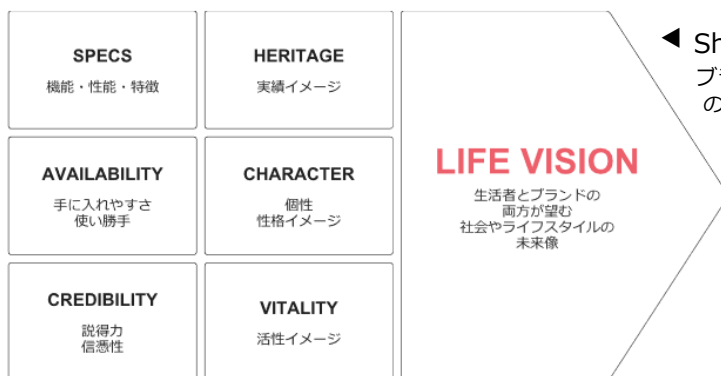 SPECS
機能・性能・特徴
HERITAGE
実績イメージ
AVAILABILITY
手に入れやすさ
使い勝手
CHARACTER
個性
性格イメージ
CREDIBILITY
説得力
信憑性
VITALITY
活性イメージ
LIFE VISION
生活者とブランドの
両方が望む
社会やライフスタイルの
未来像
◀ Sh
ブ
の